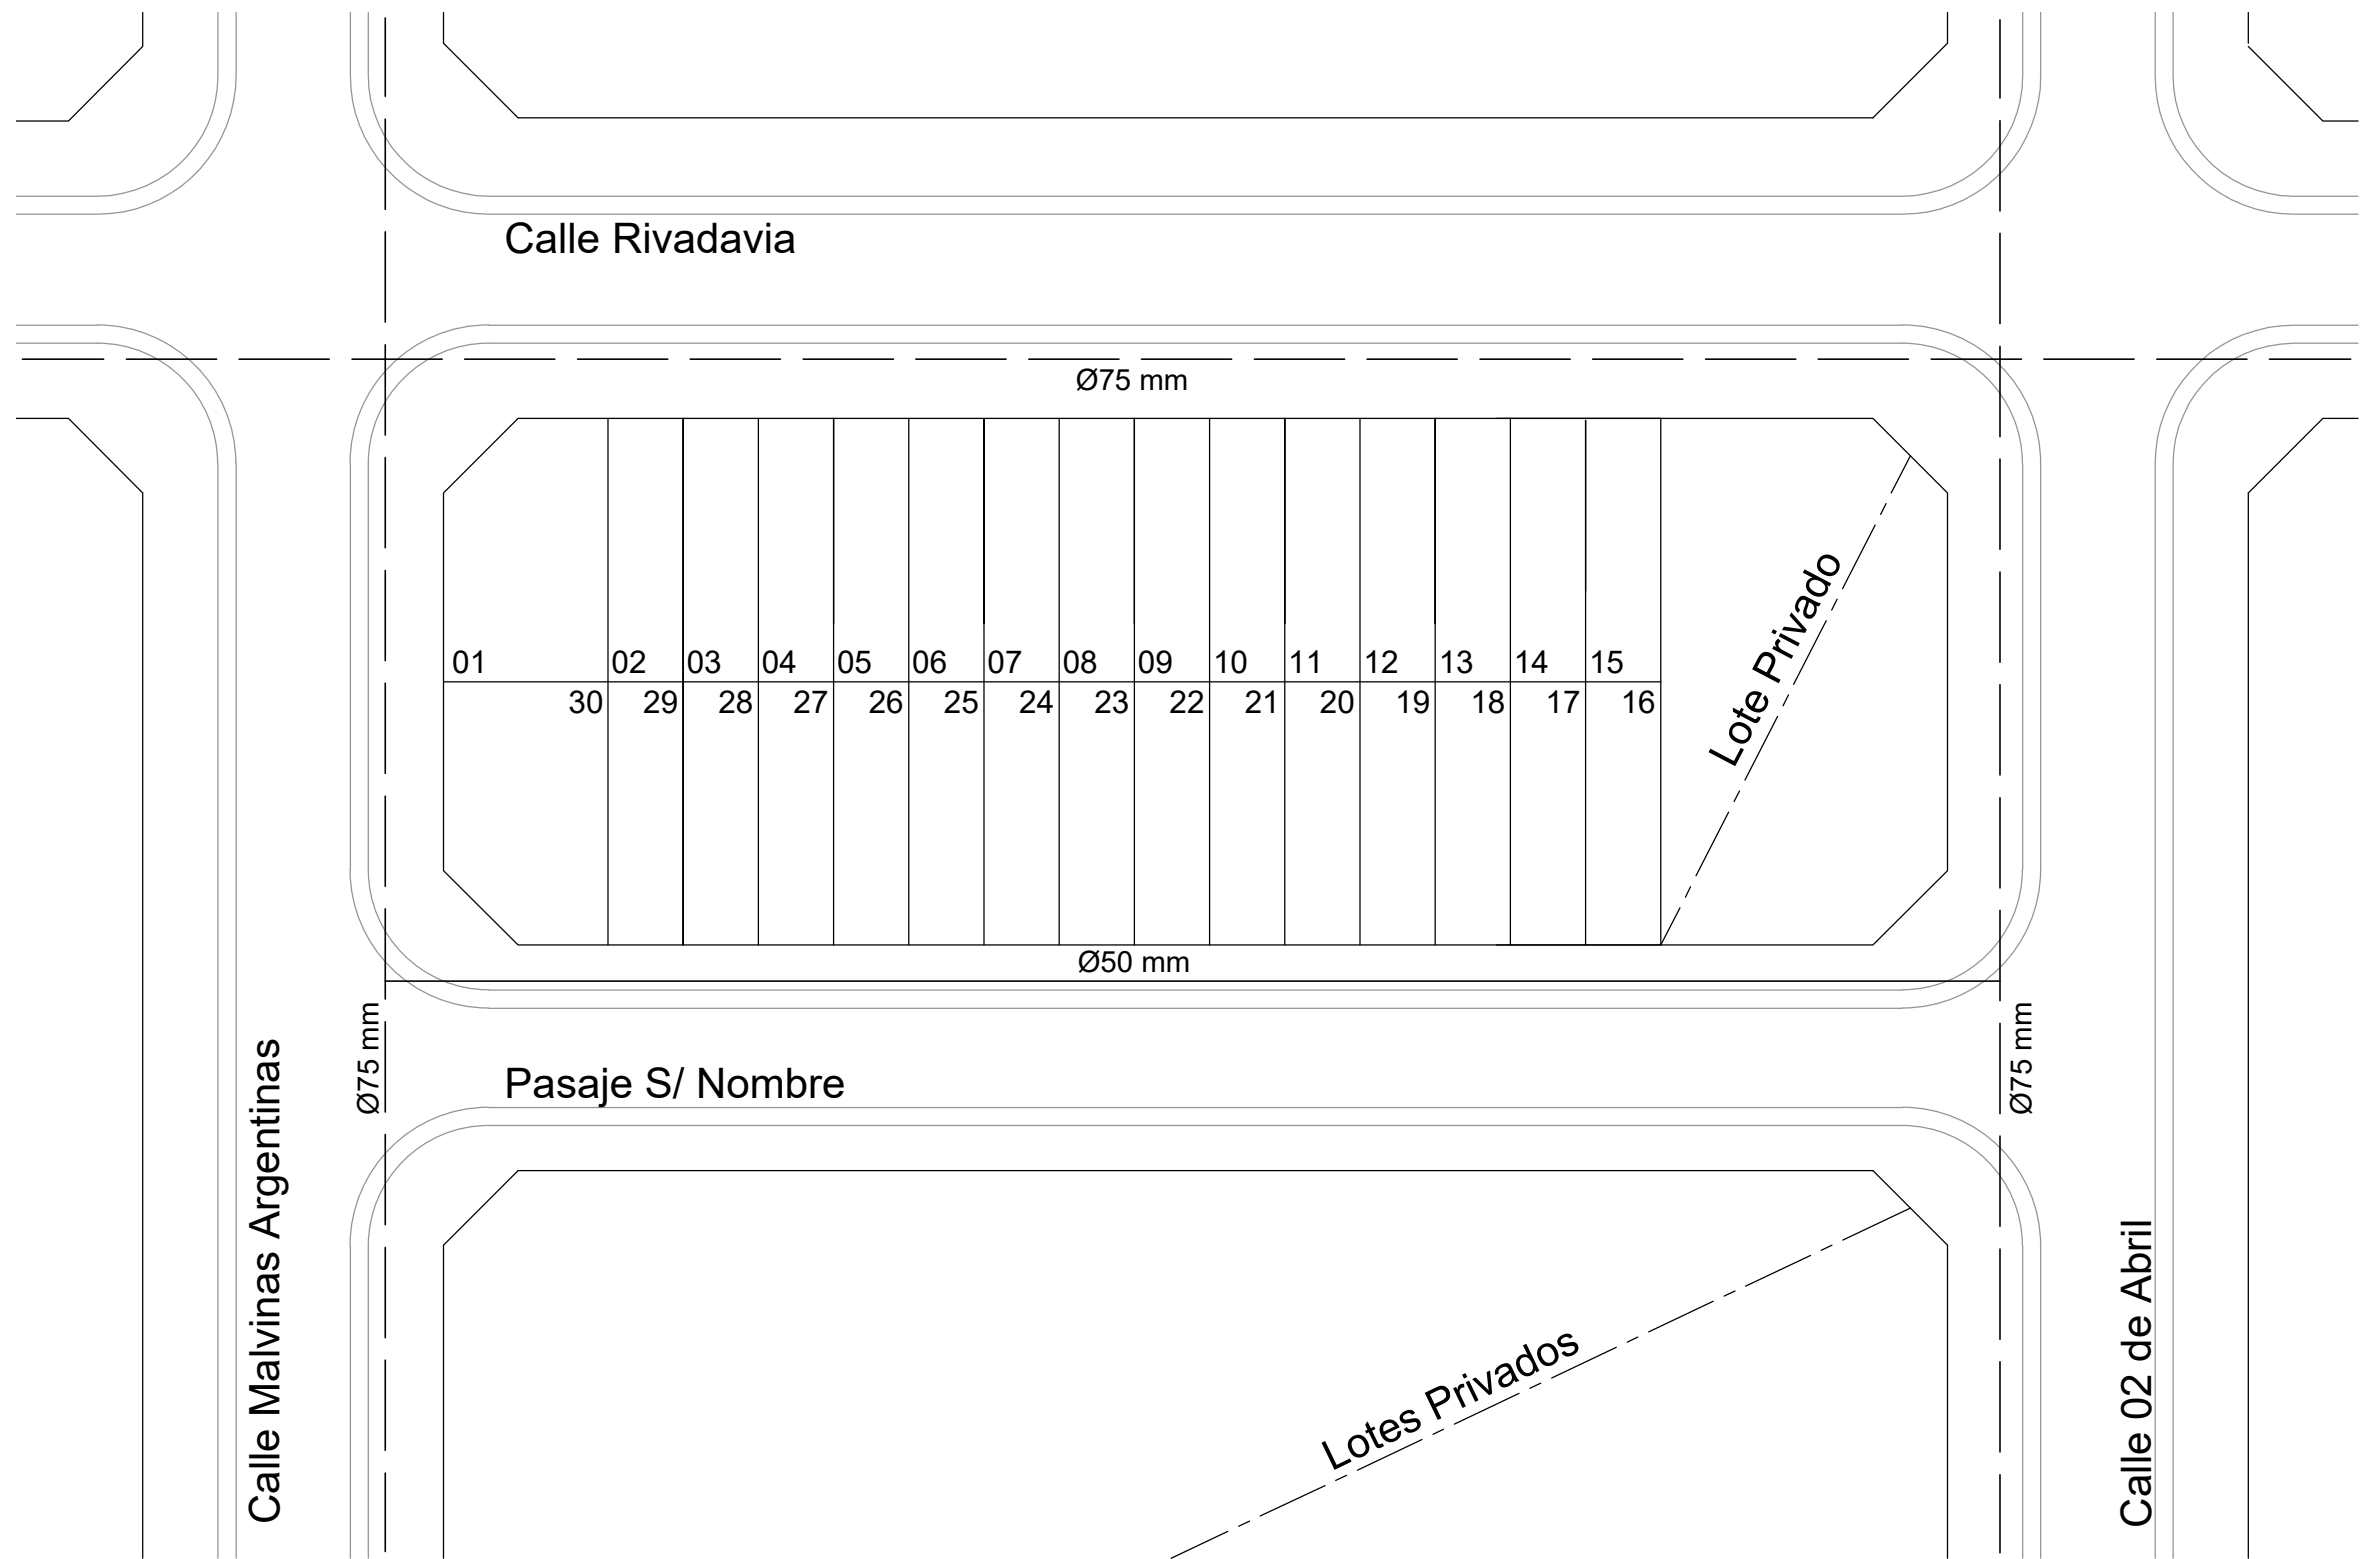 Calle Rivadavia
Ø75 mm
01 02 03 04 05 06 07 08 09 10 11 12 13 14 15
30 29 28 27 26 25 24 23 22 21 20 19 18 17 16
Lote Privado
Ø50 mm
Ø75 mm
Ø75 mm
Pasaje S/ Nombre
Calle Malvinas Argentinas
Lotes Privados
Calle 02 de Abril